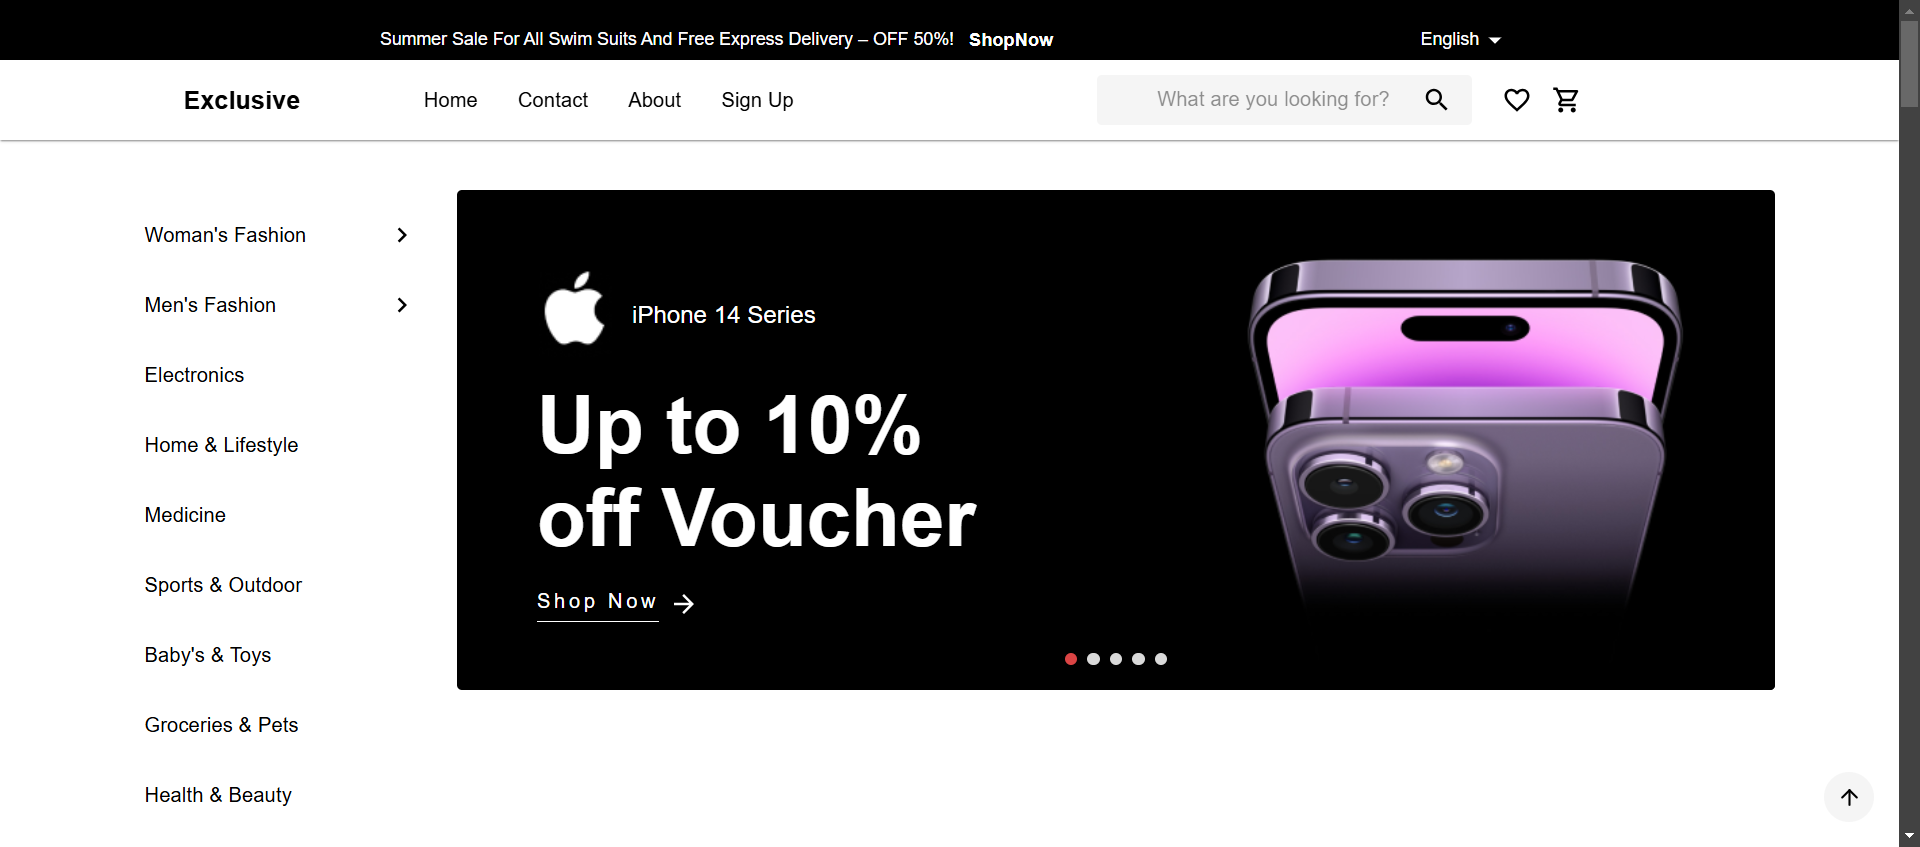 Summer Sale For All Swim Suits And Free Express Delivery – OFF 50%! ShopNow
English
Exclusive
Home
Contact
About
Sign Up
What are you looking for?
Woman's Fashion
Men's Fashion
Electronics
Home & Lifestyle
Medicine
Sports & Outdoor
Baby's & Toys
Groceries & Pets
Health & Beauty
iPhone 14 Series
Up to 10%
off Voucher
Shop Now